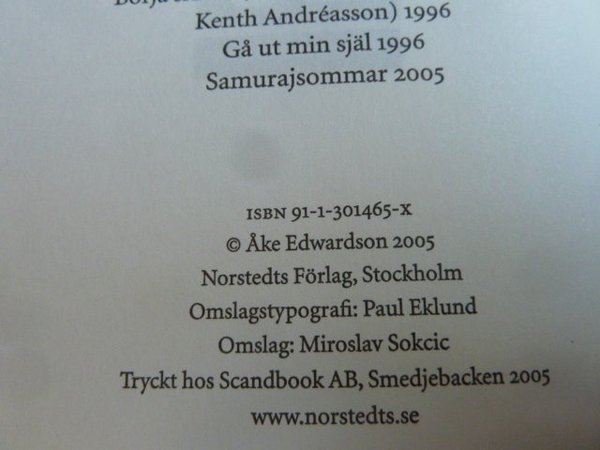 Kenth Andréasson) 1996
Gå ut min själ 1996
Samurajsommar 2005
ISBN 91-1-301465-X
© Åke Edwardson 2005
Norstedts Förlag, Stockholm
Omslagstypografi: Paul Eklund
Omslag: Miroslav Sokcic
Tryckt hos Scandbook AB, Smedjebacken 2005
www.norstedts.se